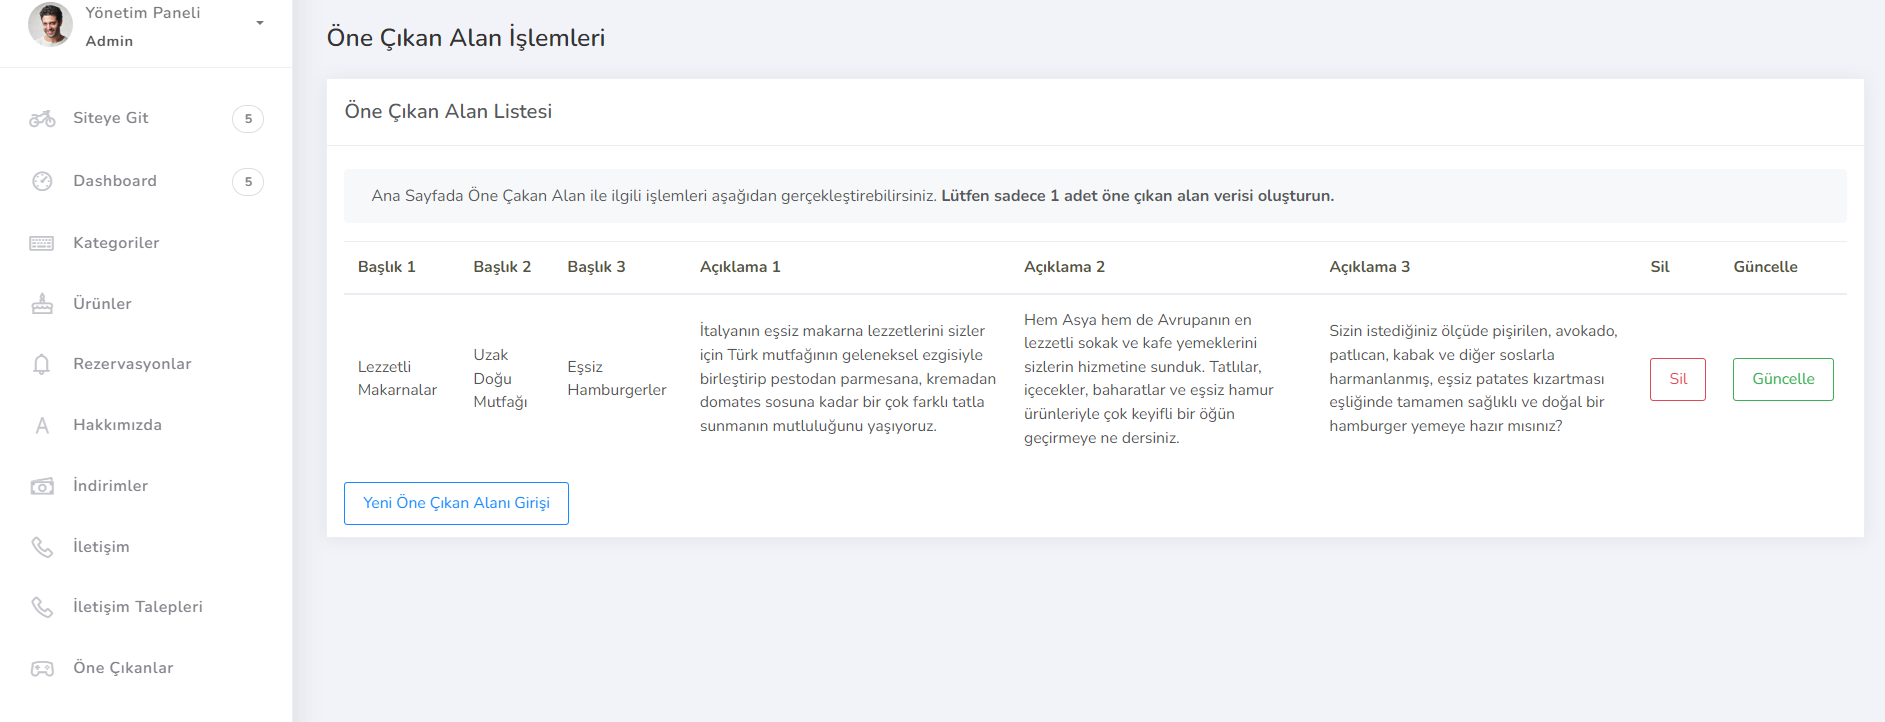 Yönetim Paneli
Admin
Siteye Git 5
Dashboard 5
Kategoriler
Ürünler
Rezervasyonlar
Hakkımızda
İndirimler
İletişim
İletişim Talepleri
Öne Çıkanlar
Öne Çıkan Alan İşlemleri
Öne Çıkan Alan Listesi
Ana Sayfada Öne Çakan Alan ile ilgili işlemleri aşağıdan gerçekleştirebilirsiniz. Lütfen sadece 1 adet öne çıkan alan verisi oluşturun.
Başlık 1 Başlık 2 Başlık 3 Açıklama 1 Açıklama 2 Açıklama 3 Sil Güncelle
Lezzetli
Makarnalar
Uzak
Doğu
Mutfağı
Eşsiz
Hamburgerler
İtalyanın eşsiz makarna lezzetlerini sizler
için Türk mutfağının geleneksel ezgisiyle
birleştirip pestodan parmesana, kremadan
domates sosuna kadar bir çok farklı tatla
sunmanın mutluluğunu yaşıyoruz.
Hem Asya hem de Avrupanın en
lezzetli sokak ve kafe yemeklerini
sizlerin hizmetine sunduk. Tatlılar,
içecekler, baharatlar ve eşsiz hamur
ürünleriyle çok keyifli bir öğün
geçirmeye ne dersiniz.
Sizin istediğiniz ölçüde pişirilen, avokado,
patlıcan, kabak ve diğer soslarla
harmanlanmış, eşsiz patates kızartması
eşliğinde tamamen sağlıklı ve doğal bir
hamburger yemeye hazır mısınız?
Sil
Güncelle
Yeni Öne Çıkan Alanı Girişi